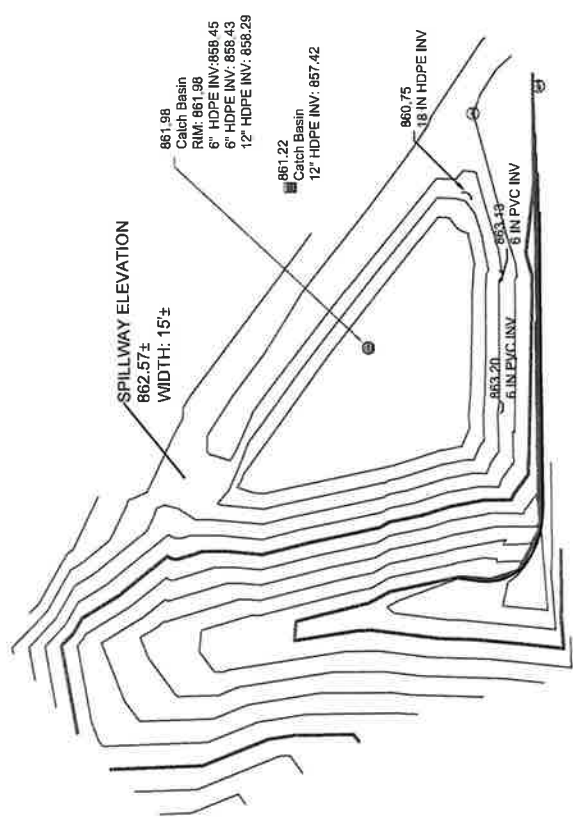 861.98
Catch Basin
RIM: 861.98
6" HDPE INV:858.45
6" HDPE INV: 858.43
12" HDPE INV: 858.29
861.22
Catch Basin
12" HDPE INV: 857.42
SPILLWAY ELEVATION
862.57±
WIDTH: 15'±
860.75
18 IN HDPE INV
863.13
6 IN PVC INV
863.20
6 IN PVC INV